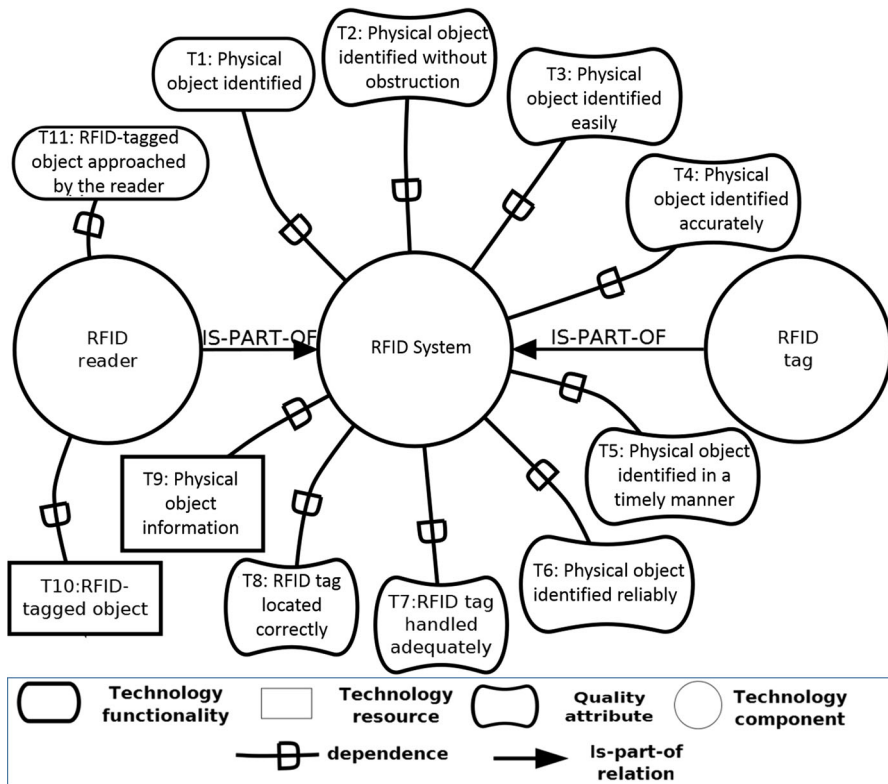 T1: Physical
object identified
T2: Physical object
identified without
obstruction
T3: Physical
object identified
easily
T11: RFID-tagged
object approached
by the reader
T4: Physical
object identified
accurately
RFID
reader
IS-PART-OF
RFID System
IS-PART-OF
RFID
tag
T9: Physical
object
information
T5: Physical object
identified in a
timely manner
T10:RFID-
tagged object
T8: RFID tag
located
correctly
T7:RFID tag
handled
adequately
T6: Physical object
identified reliably
Technology
functionality
Technology
resource
Quality
attribute
Technology
component
dependence
Is-part-of
relation